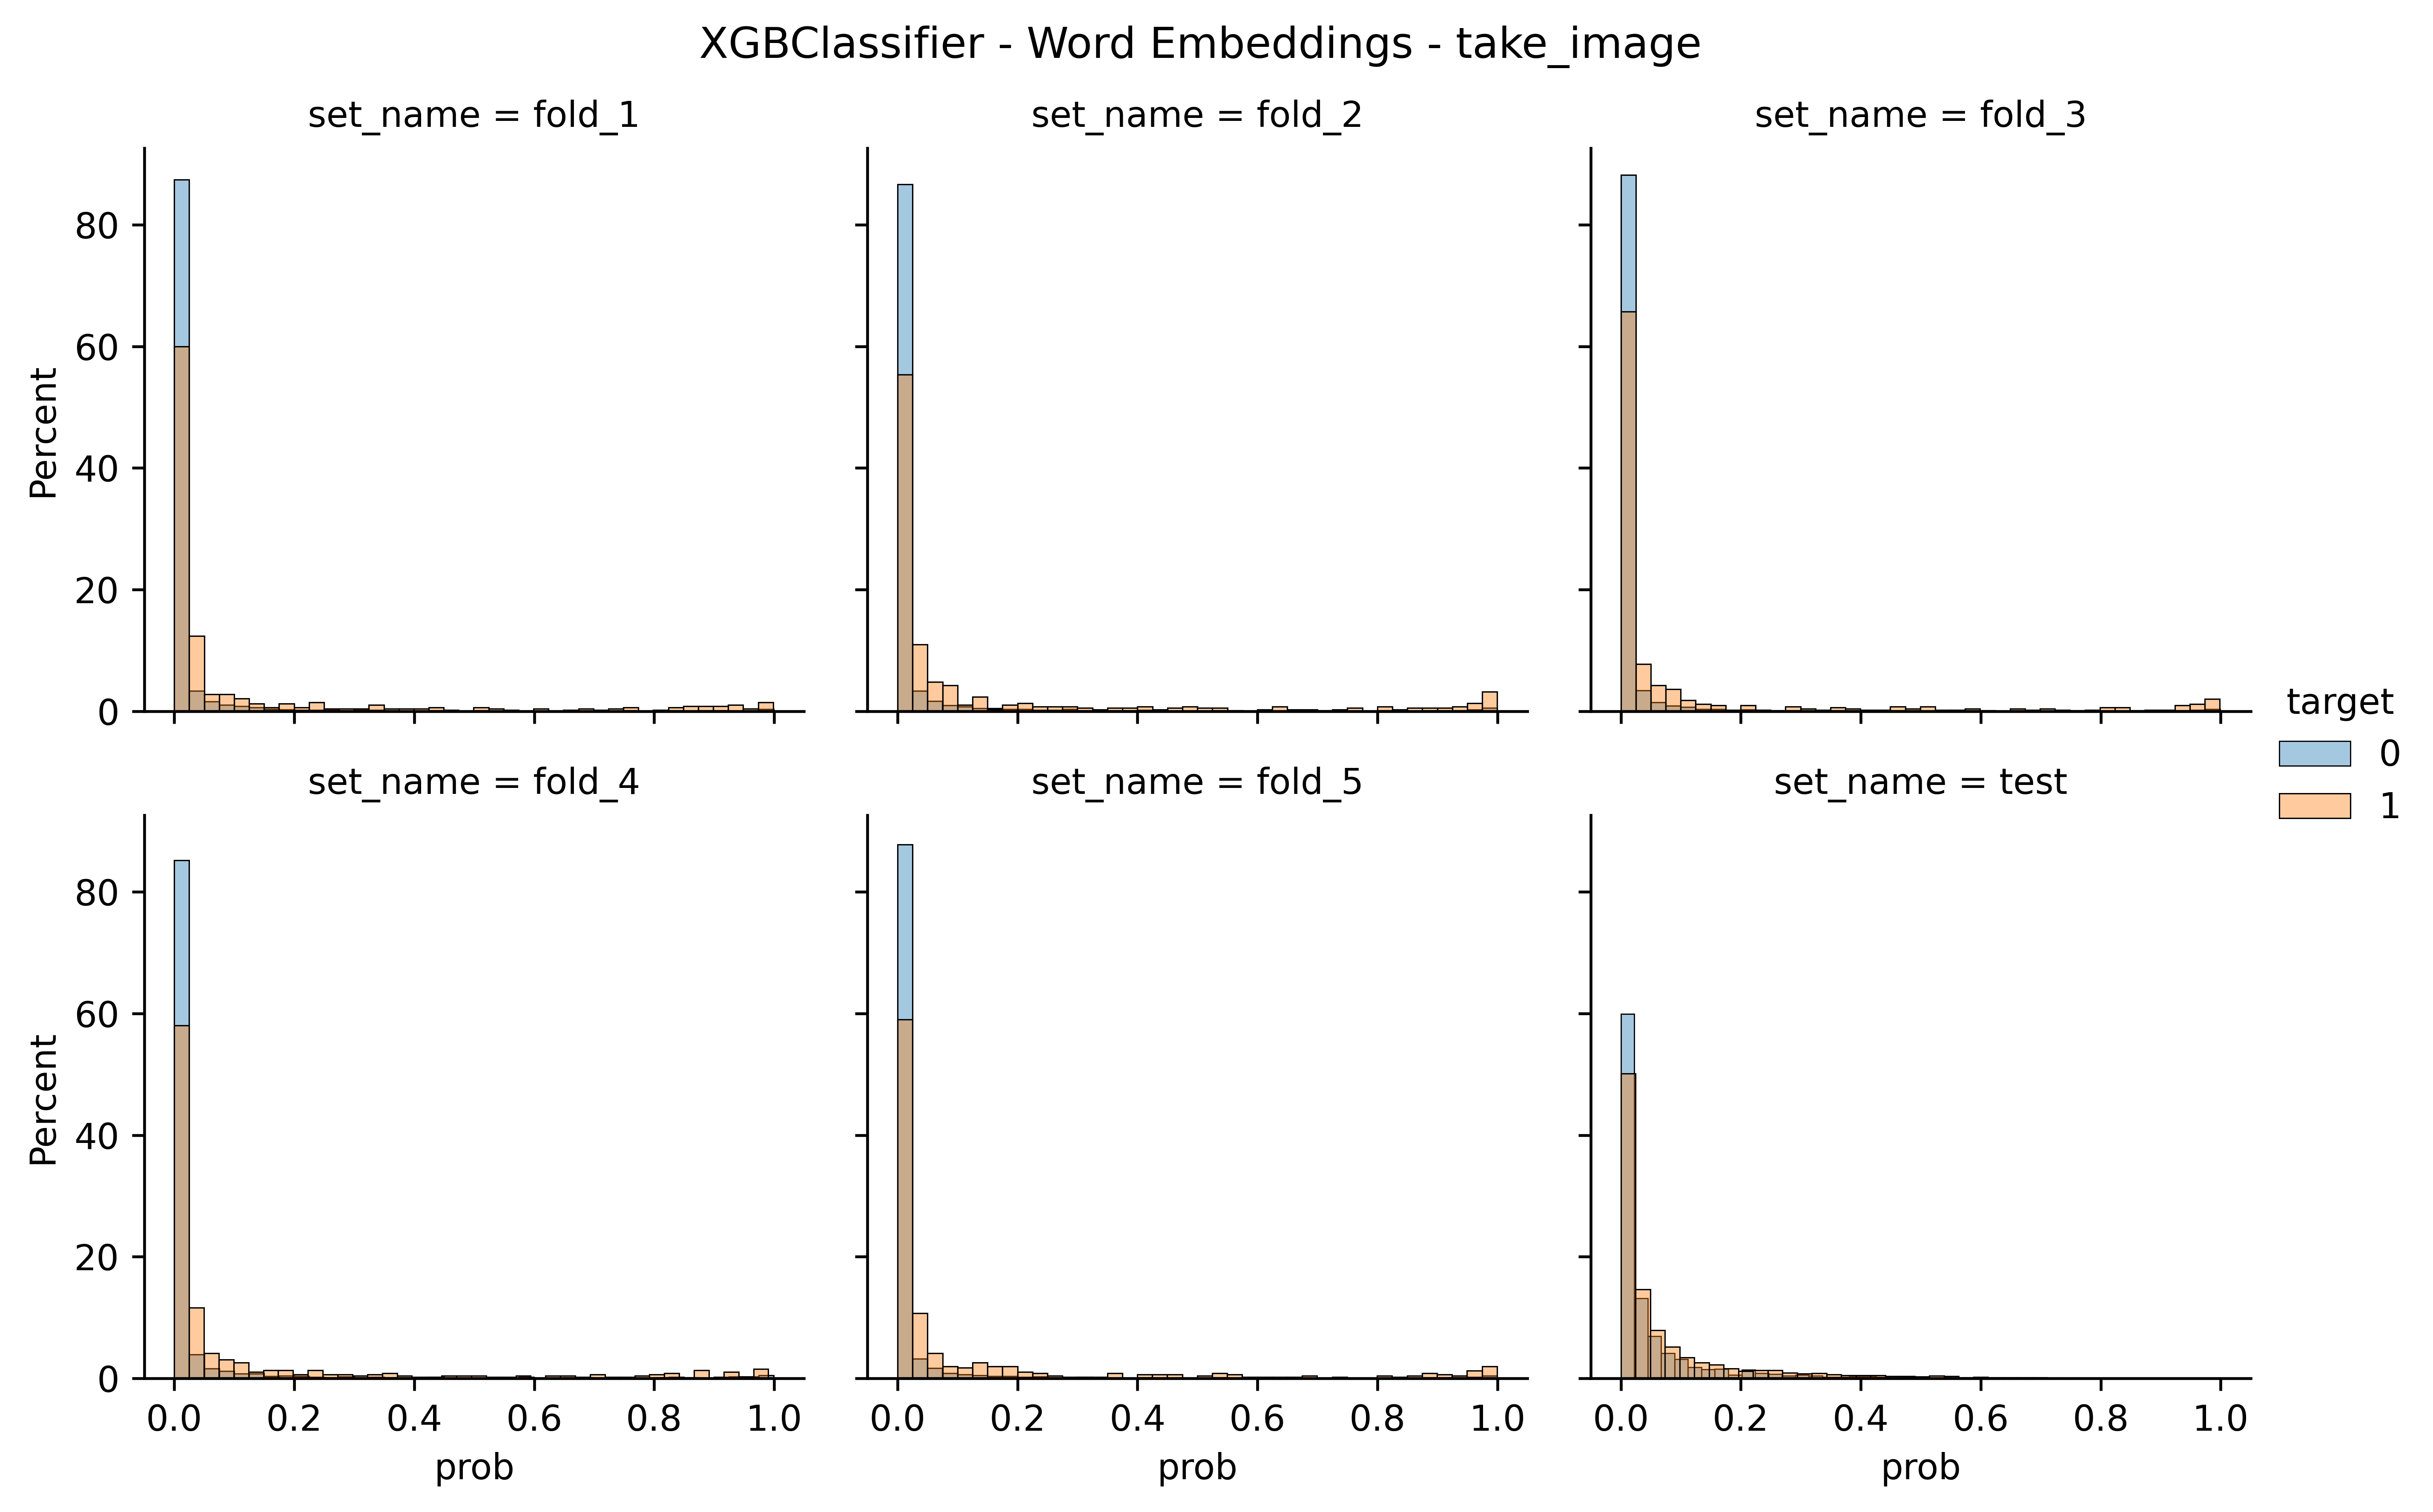 XGBClassifier - Word Embeddings - take_image
set_name = fold_1
set_name = fold_2
set_name = fold_3
80
60
40
20
0
Percent
set_name = fold_4
set_name = fold_5
set_name = test
target
0
1
80
60
40
20
0
Percent
0.0 0.2 0.4 0.6 0.8 1.0
0.0 0.2 0.4 0.6 0.8 1.0
0.0 0.2 0.4 0.6 0.8 1.0
prob
prob
prob